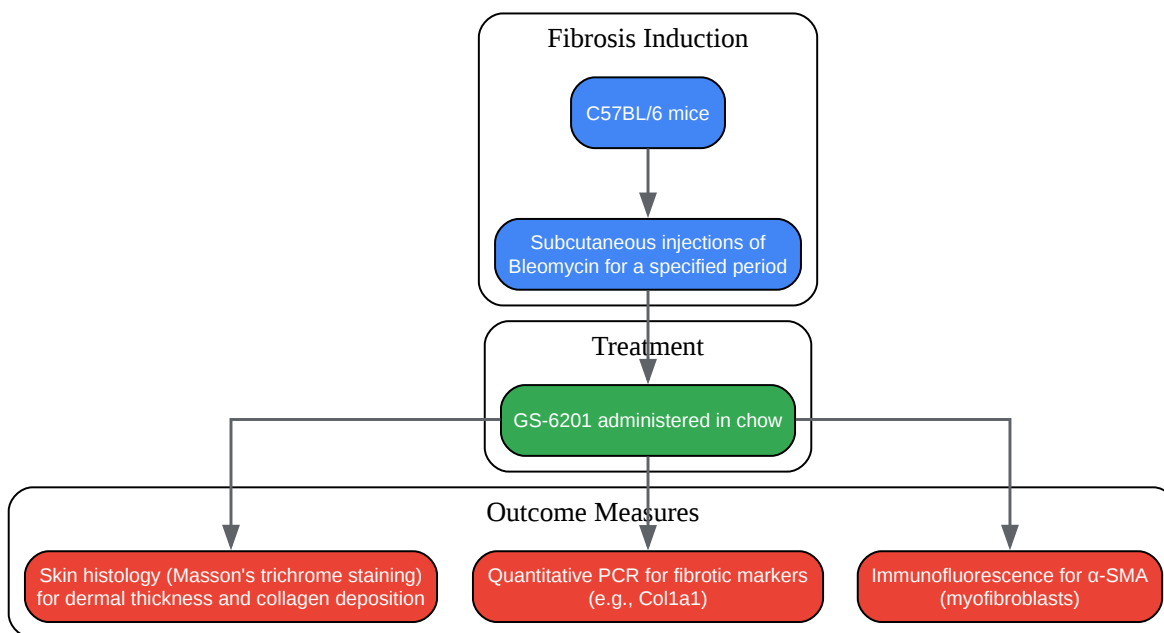 Fibrosis Induction
C57BL/6 mice
Subcutaneous injections of
Bleomycin for a specified period
Treatment
GS-6201 administered in chow
Outcome Measures
Skin histology (Masson's trichrome staining)
for dermal thickness and collagen deposition
Quantitative PCR for fibrotic markers
(e.g., Col1a1)
Immunofluorescence for α-SMA
(myofibroblasts)